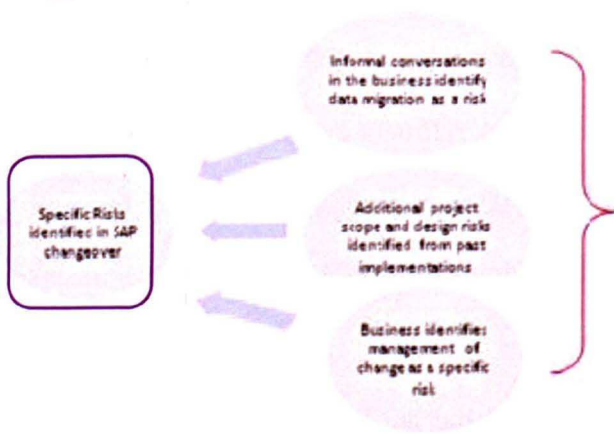 Informal conversations
in the business identify
data migration as a risk
Specific Risks
identified in SAP
changeover
Additional project
scope and design risks
identified from past
implementations
Business identifies
management of
change as a specific
risk